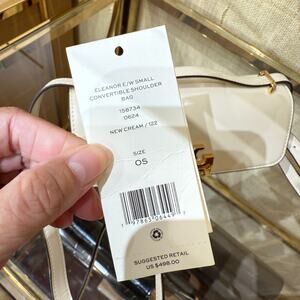 ELEANOR E/W SMALL
CONVERTIBLE SHOULDER
BAG
158734
0624
NEW CREAM / 122
SIZE
OS
SUGGESTED RETAIL
US $498.00